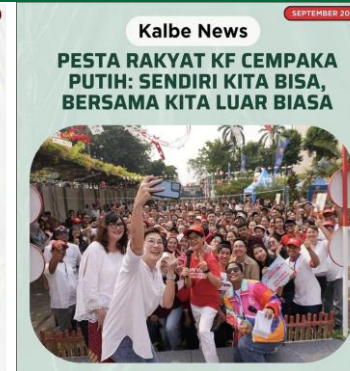 SEPTEMBER 20
Kalbe News
PESTA RAKYAT KF CEMPAKA
PUTIH: SENDIRI KITA BISA,
BERSAMA KITA LUAR BIASA